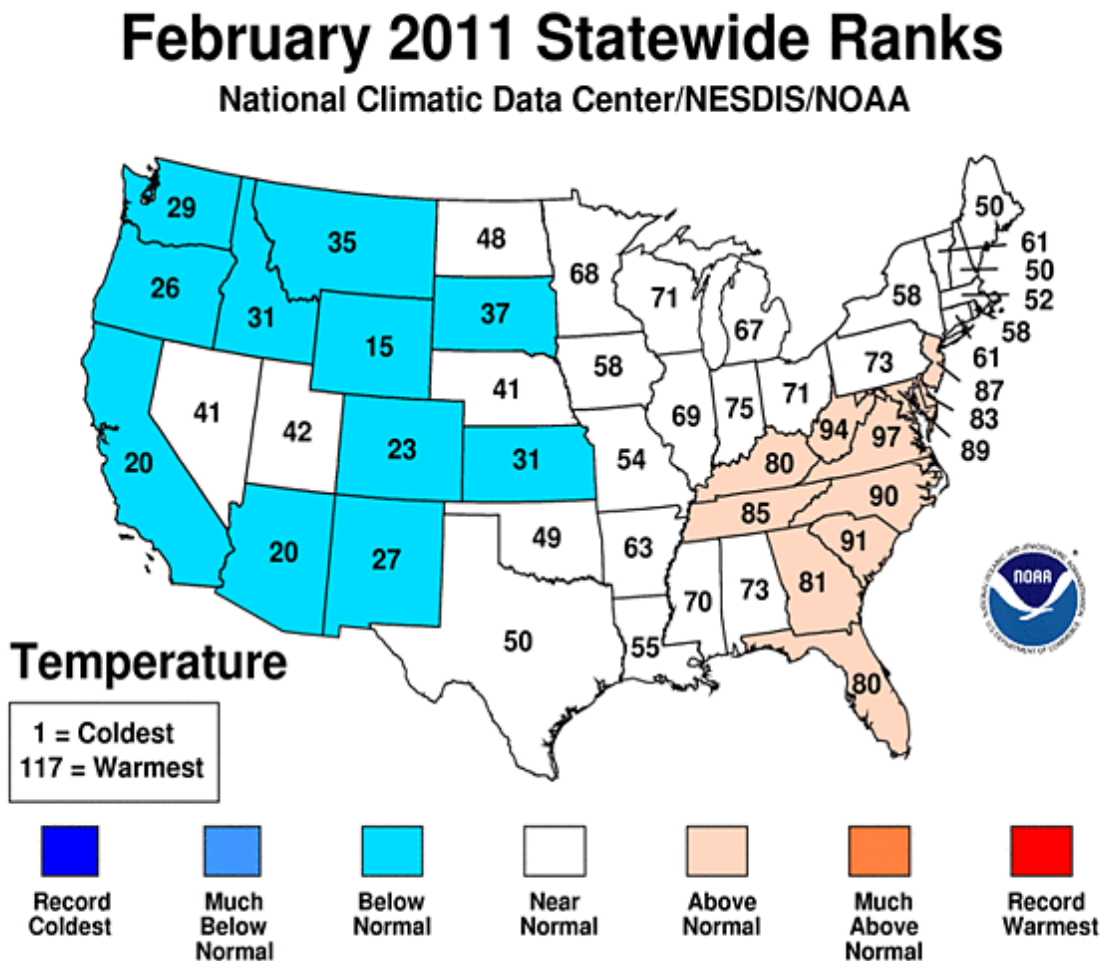 February 2011 Statewide Ranks
National Climatic Data Center/NESDIS/NOAA
29
35
48
68
50
61
50
52
58
61
87
83
89
26
31
15
37
71
67
58
73
41
42
23
41
58
69
75
71
94
97
20
31
54
80
90
85
91
20
27
49
63
70
73
81
50
55
80
NOAA
Temperature
1 = Coldest
117 = Warmest
Record
Coldest
Much
Below
Normal
Below
Normal
Near
Normal
Above
Normal
Much
Above
Normal
Record
Warmest